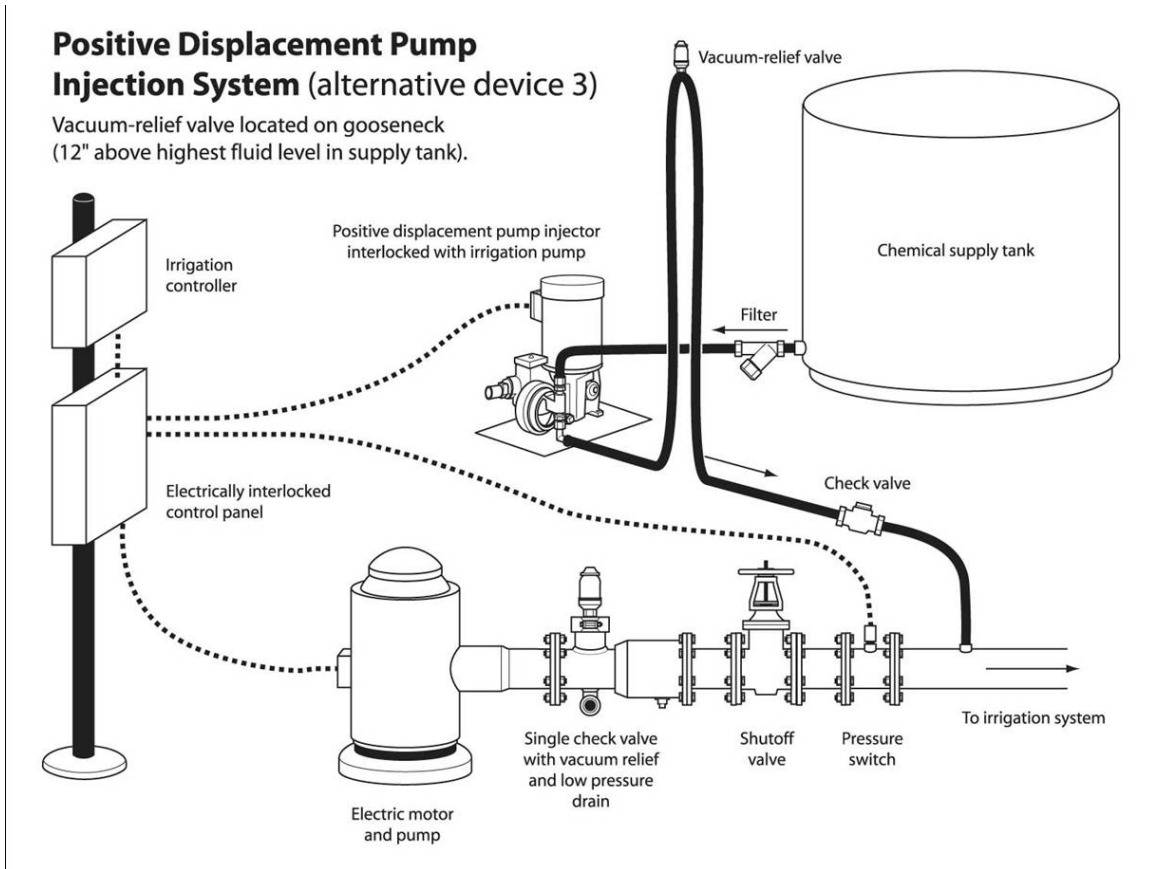 Positive Displacement Pump
Injection System (alternative device 3)
Vacuum-relief valve located on gooseneck
(12" above highest fluid level in supply tank).
Vacuum-relief valve
Chemical supply tank
Positive displacement pump injector
interlocked with irrigation pump
Irrigation
controller
Filter
Electrically interlocked
control panel
Check valve
To irrigation system
Single check valve
with vacuum relief
and low pressure
drain
Shutoff
valve
Pressure
switch
Electric motor
and pump